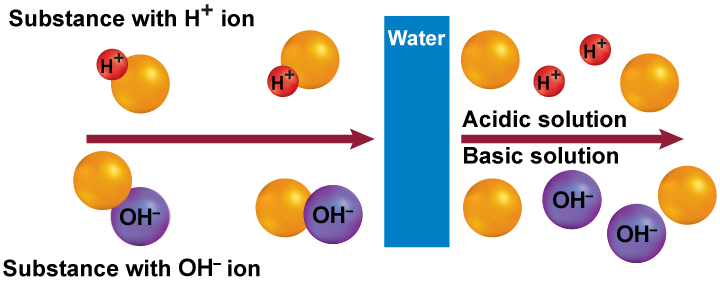 Substance with H⁺ ion
Water
H⁺
H⁺
H⁺
H⁺
Acidic solution
Basic solution
OH⁻
OH⁻
OH⁻
OH⁻
Substance with OH⁻ ion